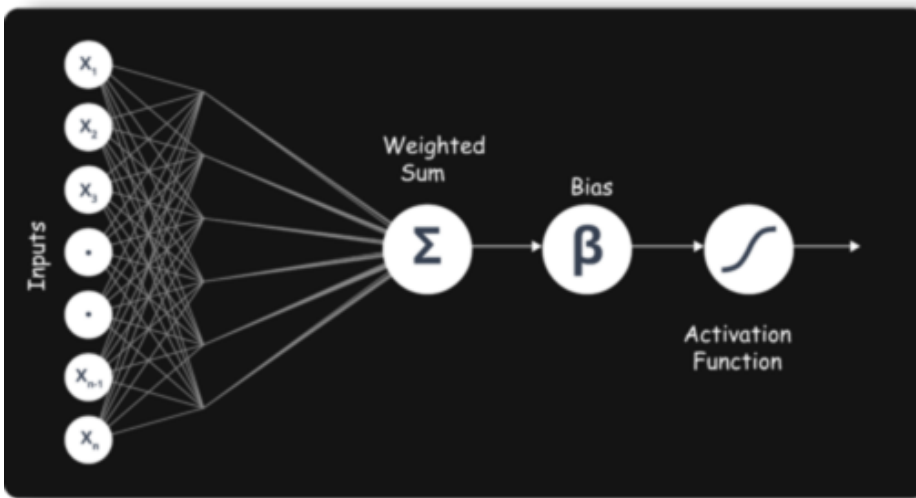 X₁
X₂
X₃
.
.
Xₙ₋₁
Xₙ
Inputs
Weighted
Sum
Σ
Bias
β
Activation
Function